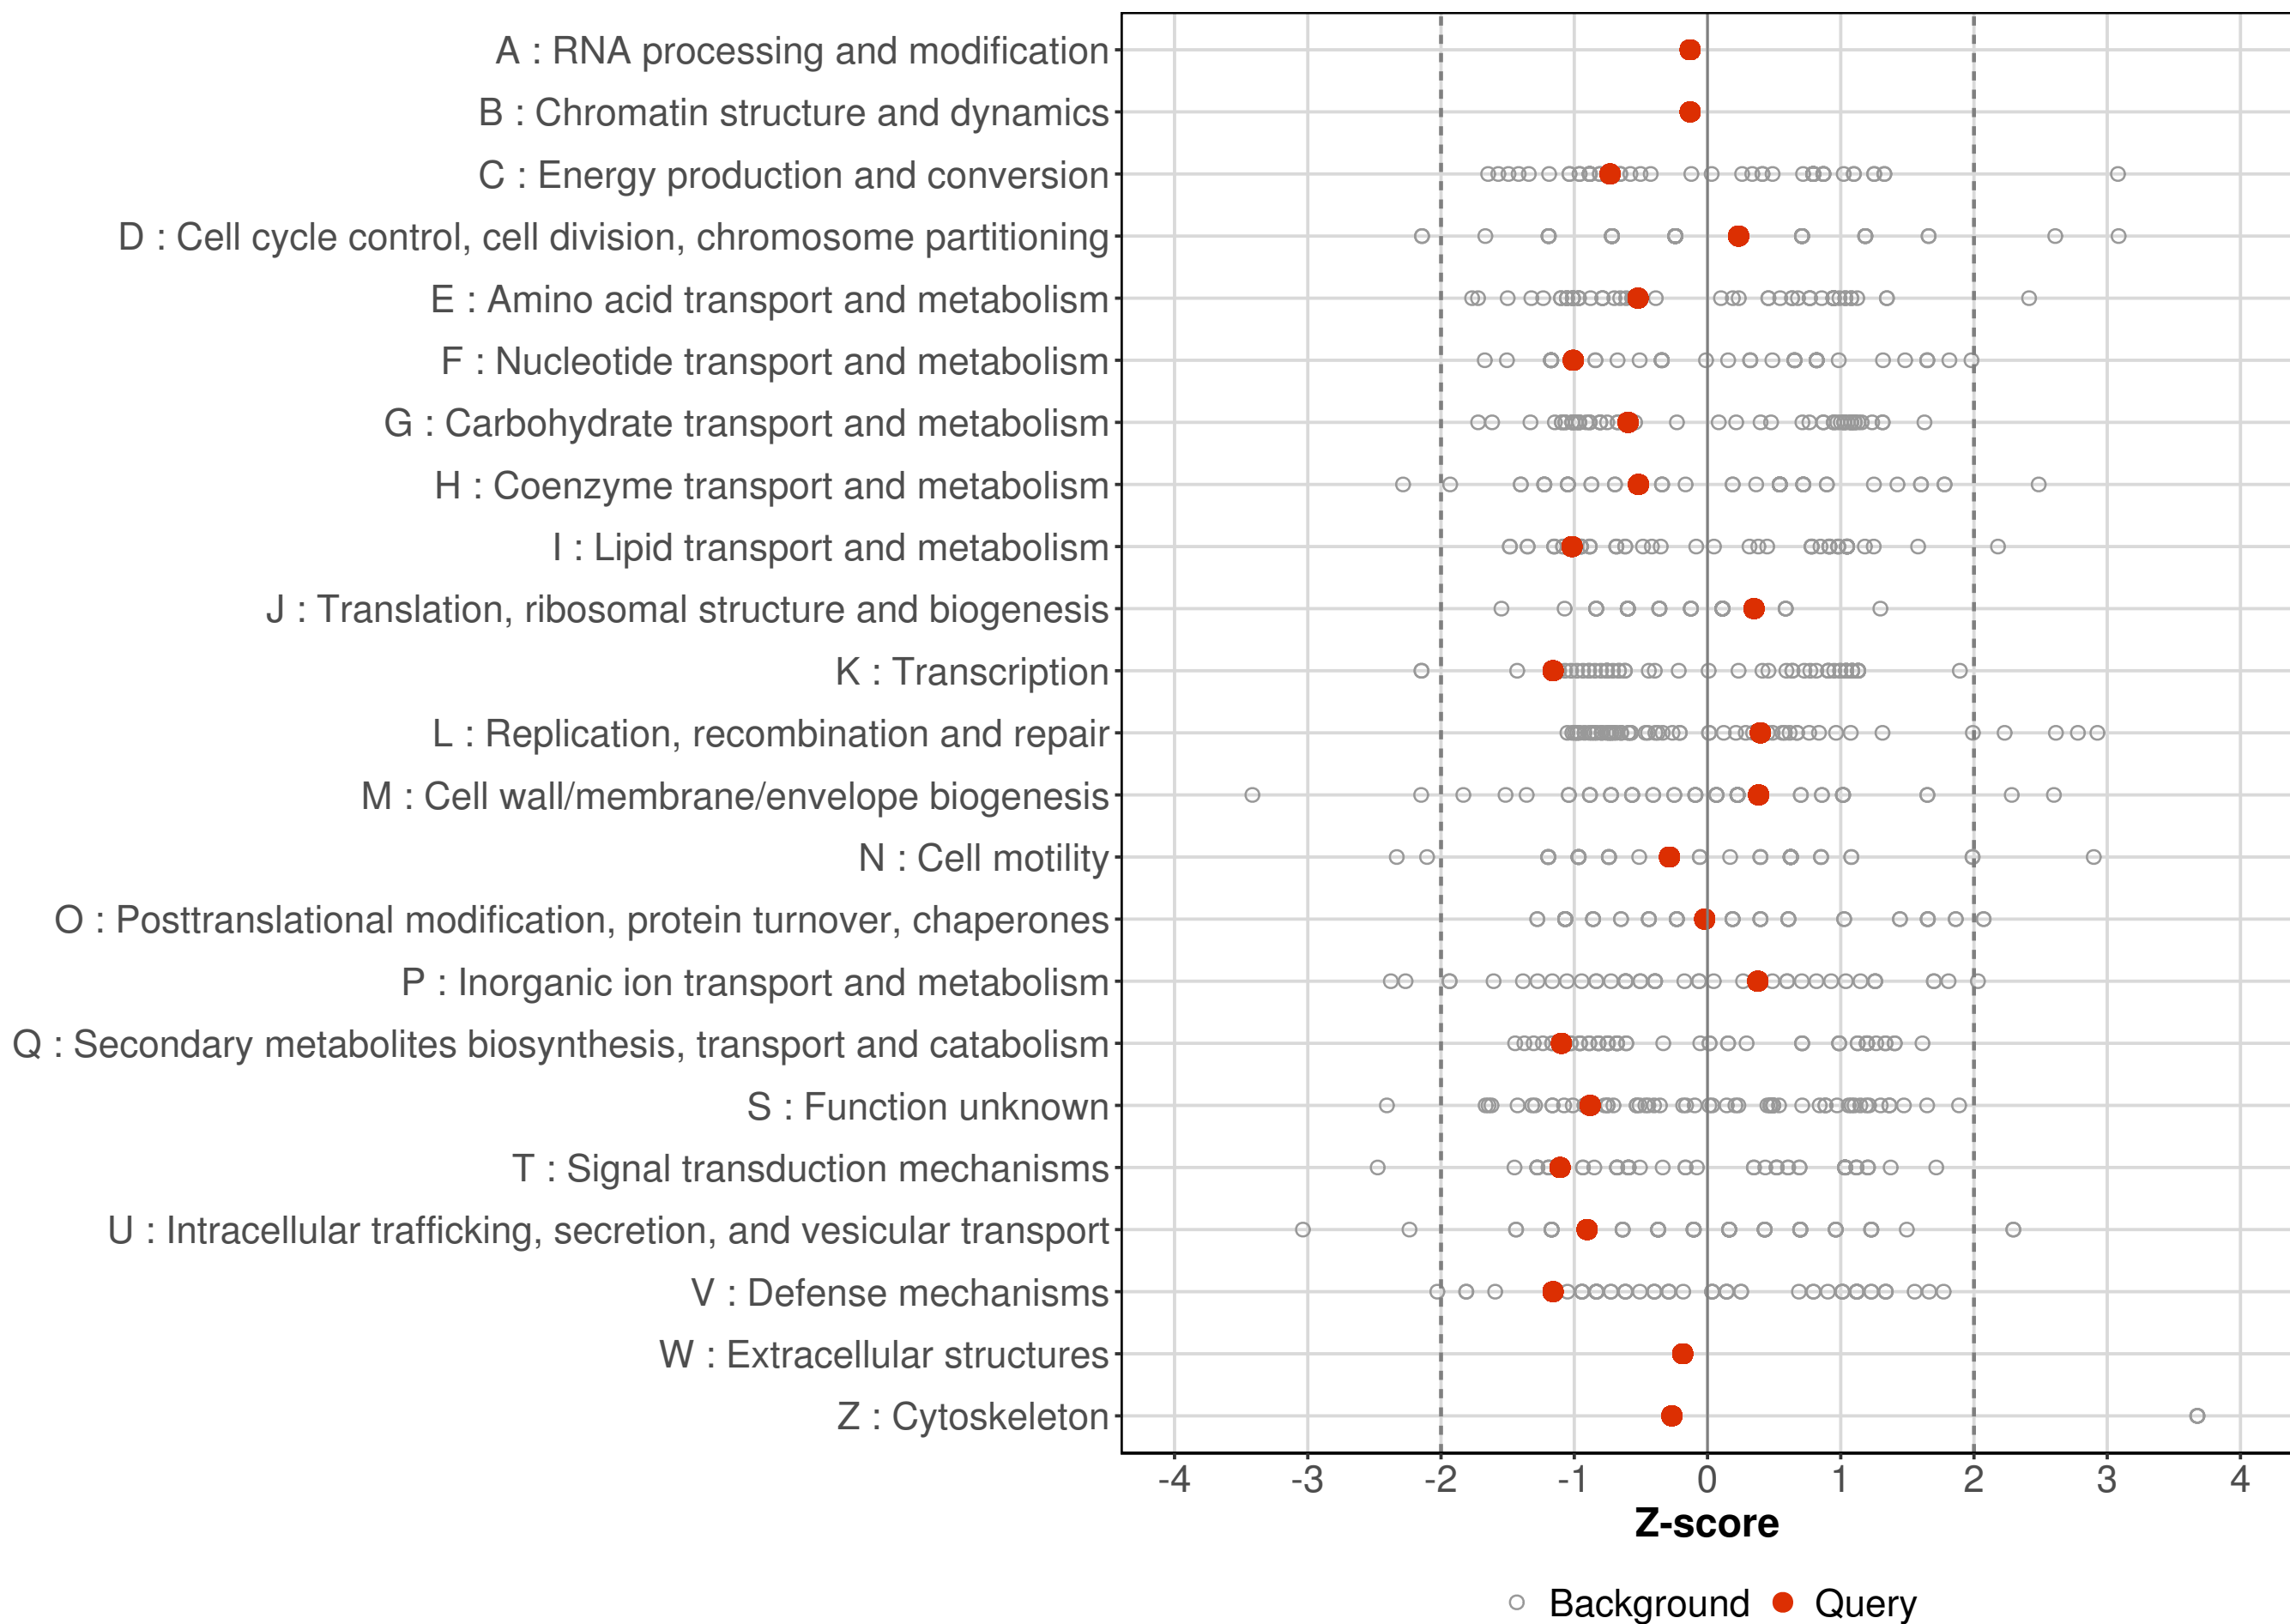 A : RNA processing and modification
B : Chromatin structure and dynamics
C : Energy production and conversion
D : Cell cycle control, cell division, chromosome partitioning
E : Amino acid transport and metabolism
F : Nucleotide transport and metabolism
G : Carbohydrate transport and metabolism
H : Coenzyme transport and metabolism
I : Lipid transport and metabolism
J : Translation, ribosomal structure and biogenesis
K : Transcription
L : Replication, recombination and repair
M : Cell wall/membrane/envelope biogenesis
N : Cell motility
O : Posttranslational modification, protein turnover, chaperones
P : Inorganic ion transport and metabolism
Q : Secondary metabolites biosynthesis, transport and catabolism
S : Function unknown
T : Signal transduction mechanisms
U : Intracellular trafficking, secretion, and vesicular transport
V : Defense mechanisms
W : Extracellular structures
Z : Cytoskeleton
-4 -3 -2 -1 0 1 2 3 4
Z-score
Background Query